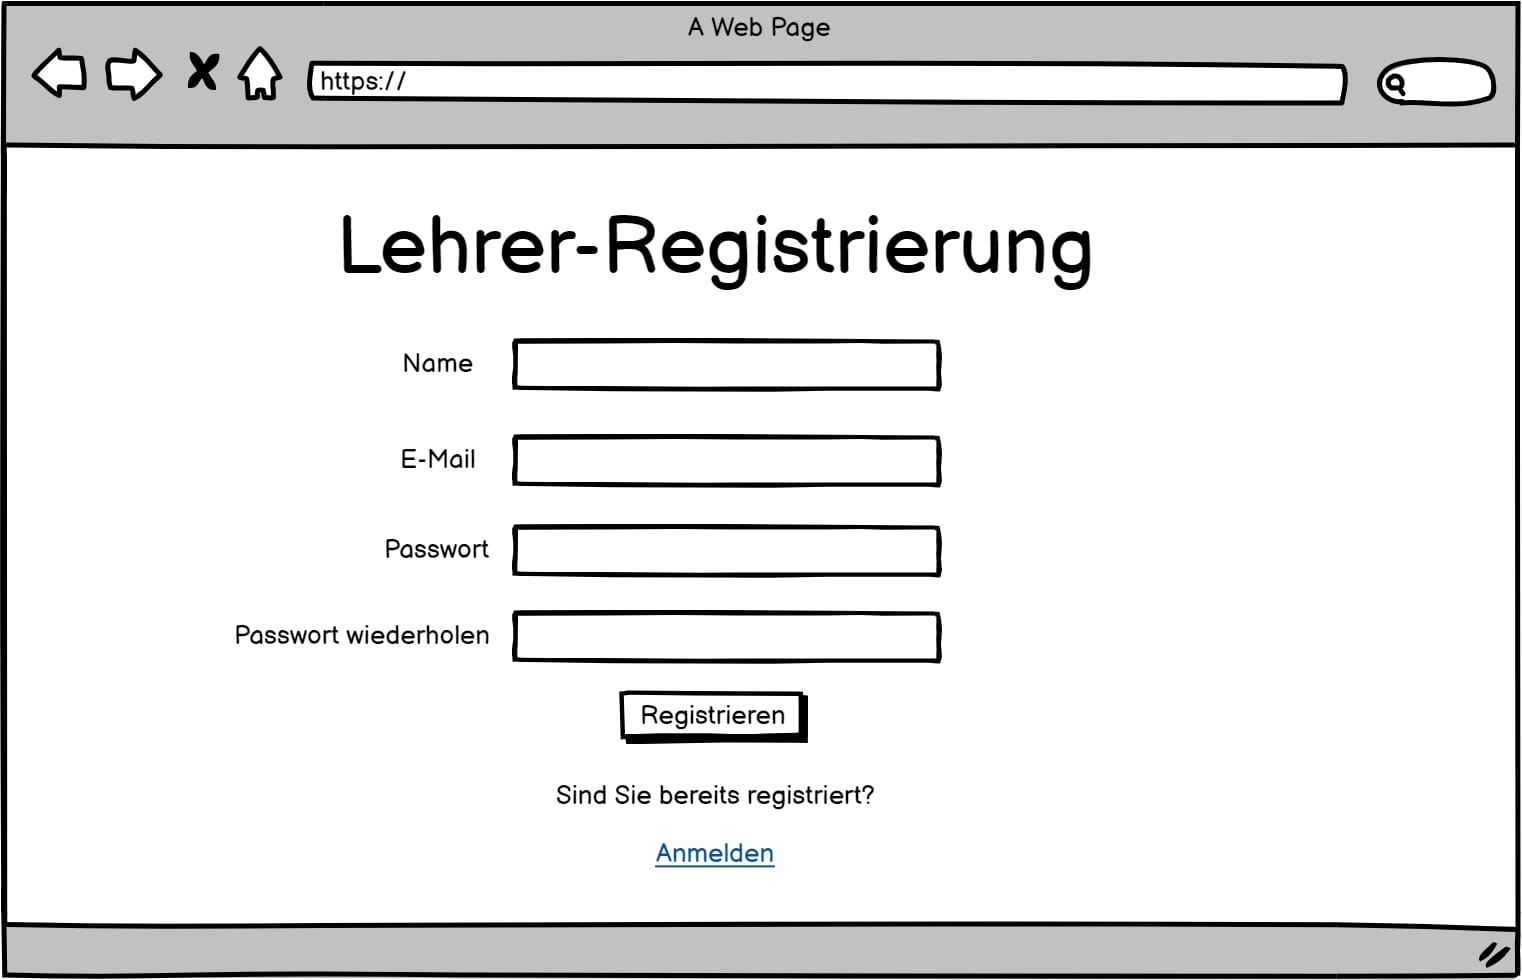 A Web Page
https://
Lehrer-Registrierung
Name
E-Mail
Passwort
Passwort wiederholen
Registrieren
Sind Sie bereits registriert?
Anmelden